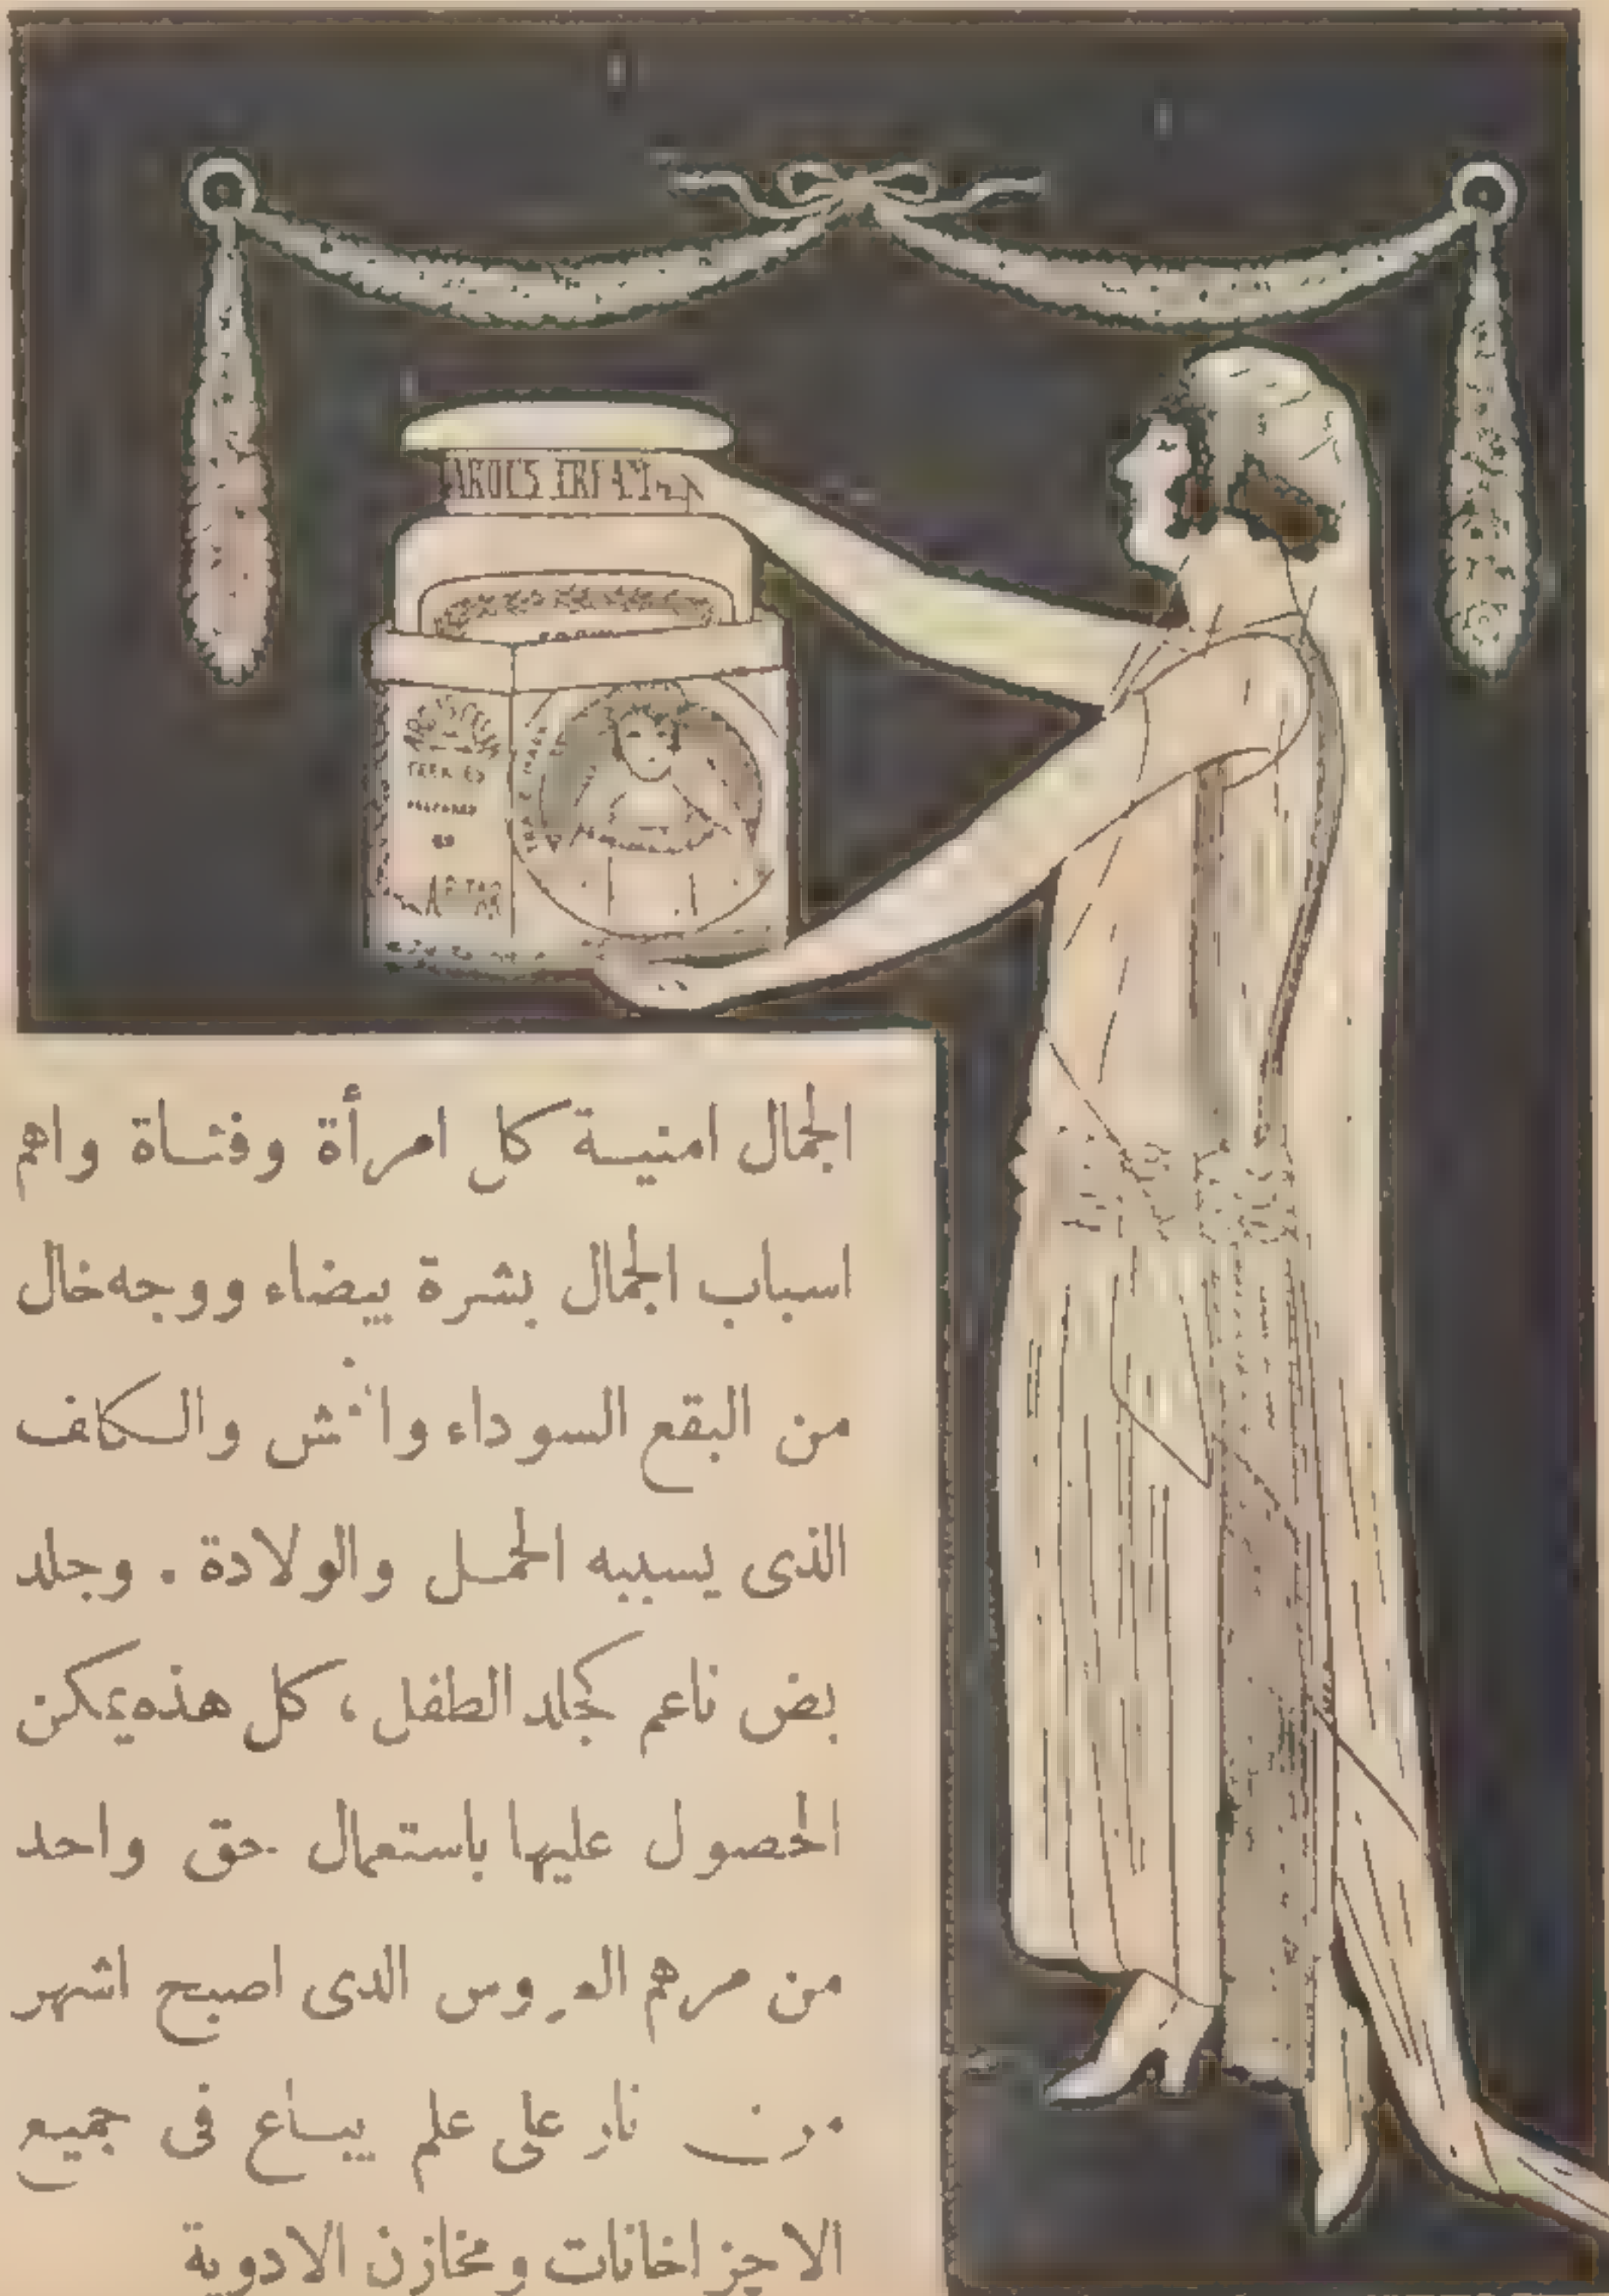 الجمال امنيـة كل امرأة وفتـاة واهم
اسباب الجمال بشرة بيضاء ووجه خال
من البقع السوداء والكلف
الذى يسببه الحمـل والولادة . وجلد
بض ناعم كجلد الطفل ، كل هذه يمكن
الحصول عليها باستعمال حق واحد
من مرهم العروس الذى اصبح اشهر
من نار على علم يبـاع فى جميع
الاجزاخانات ومخازن الادوية